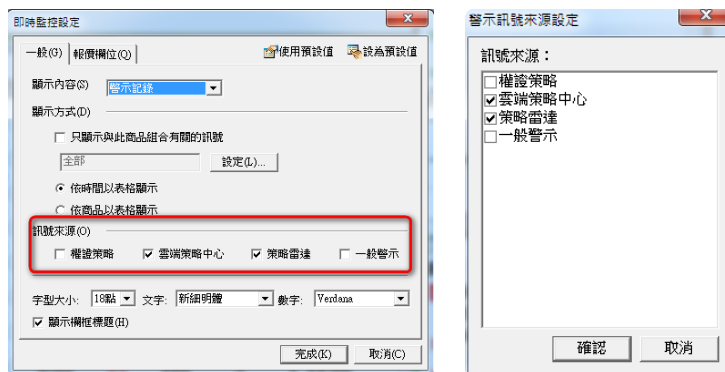 即時監控設定
一般(G) 報價欄位(Q) 使用預設值 設為預設值
顯示內容(S) 警示記錄
顯示方式(D)
只顯示與此商品組合有關的訊號
全部 設定(L)...
依時間以表格顯示
依商品以表格顯示
訊號來源(O)
權證策略 雲端策略中心 策略雷達 一般警示
字型大小: 18點 文字: 新細明體 數字: Verdana
顯示欄框標題(H)
完成(K) 取消(C)
警示訊號來源設定
訊號來源：
權證策略
雲端策略中心
策略雷達
一般警示
確認 取消